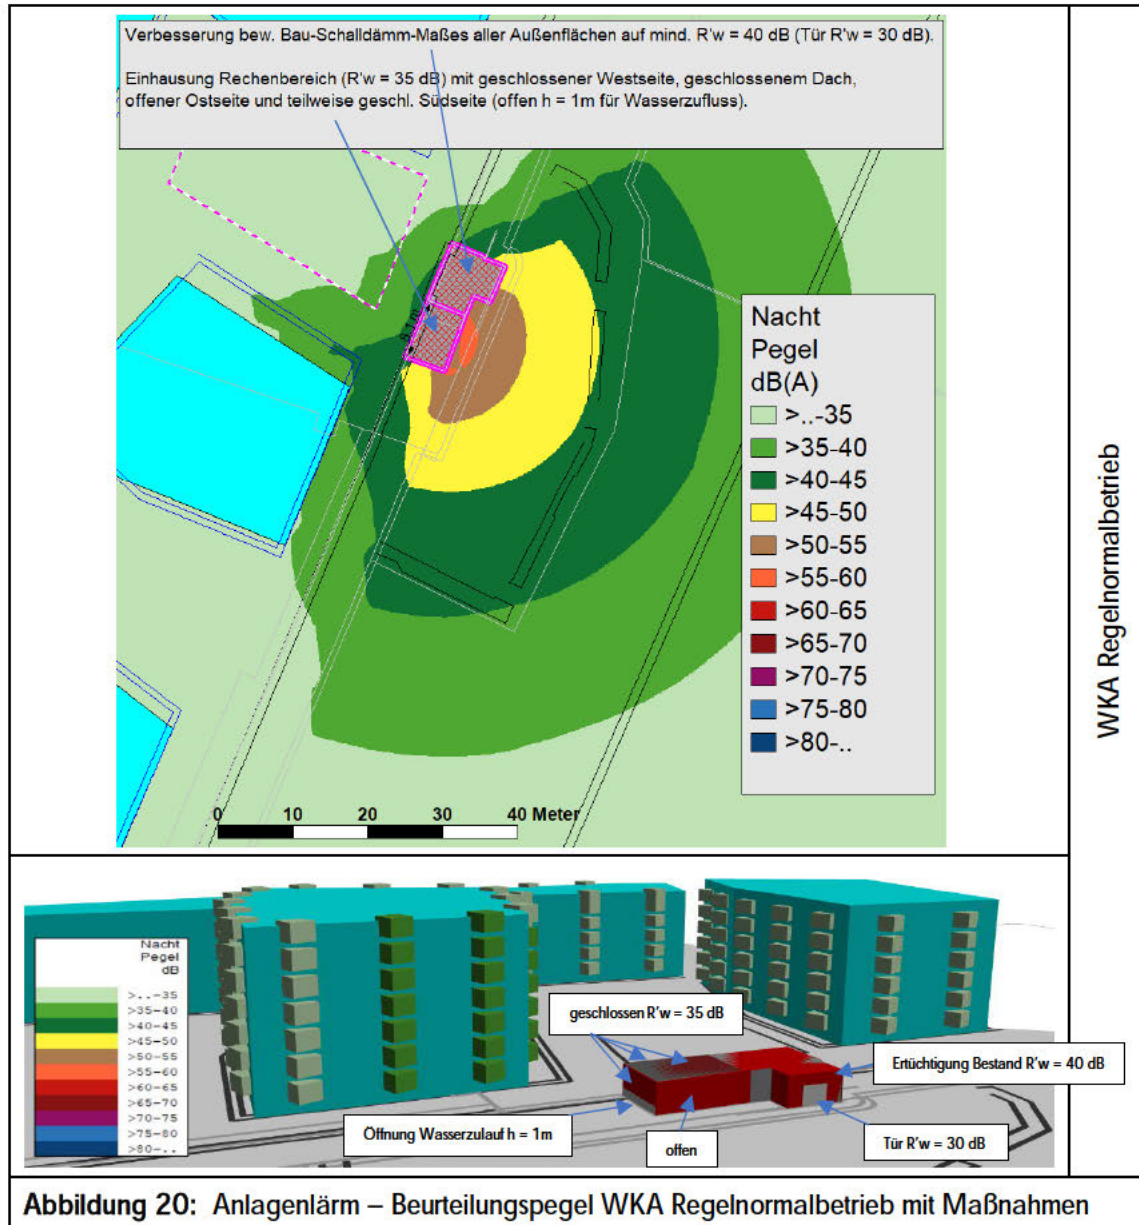 Verbesserung bew. Bau-Schalldämm-Maßes aller Außenflächen auf mind. R'w = 40 dB (Tür R'w = 30 dB).
Einhausung Rechenbereich (R'w = 35 dB) mit geschlossener Westseite, geschlossenem Dach,
offener Ostseite und teilweise geschl. Südseite (offen h = 1m für Wasserzufluss).
Nacht
Pegel
dB(A)
>..-35
>35-40
>40-45
>45-50
>50-55
>55-60
>60-65
>65-70
>70-75
>75-80
>80-..
0 10 20 30 40 Meter
WKA Regelnormalbetrieb
Nacht
Pegel
dB
>..-35
>35-40
>40-45
>45-50
>50-55
>55-60
>60-65
>65-70
>70-75
>75-80
>80-..
geschlossen R'w = 35 dB
Ertüchtigung Bestand R'w = 40 dB
Öffnung Wasserzulauf h = 1m
offen
Tür R'w = 30 dB
Abbildung 20: Anlagenlärm – Beurteilungspegel WKA Regelnormalbetrieb mit Maßnahmen